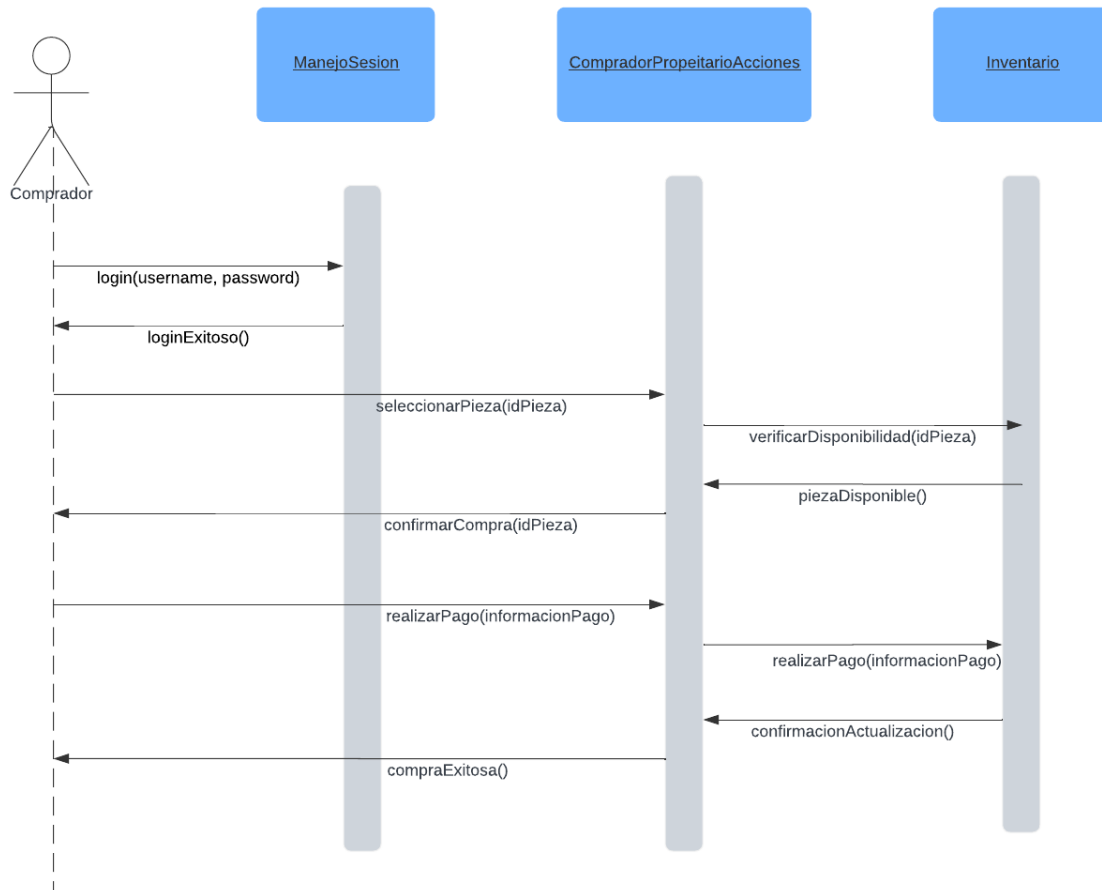 ManejoSesion
CompradorPropeitarioAcciones
Inventario
Comprador
login(username, password)
loginExitoso()
seleccionarPieza(idPieza)
verificarDisponibilidad(idPieza)
piezaDisponible()
confirmarCompra(idPieza)
realizarPago(informacionPago)
realizarPago(informacionPago)
confirmacionActualizacion()
compraExitosa()